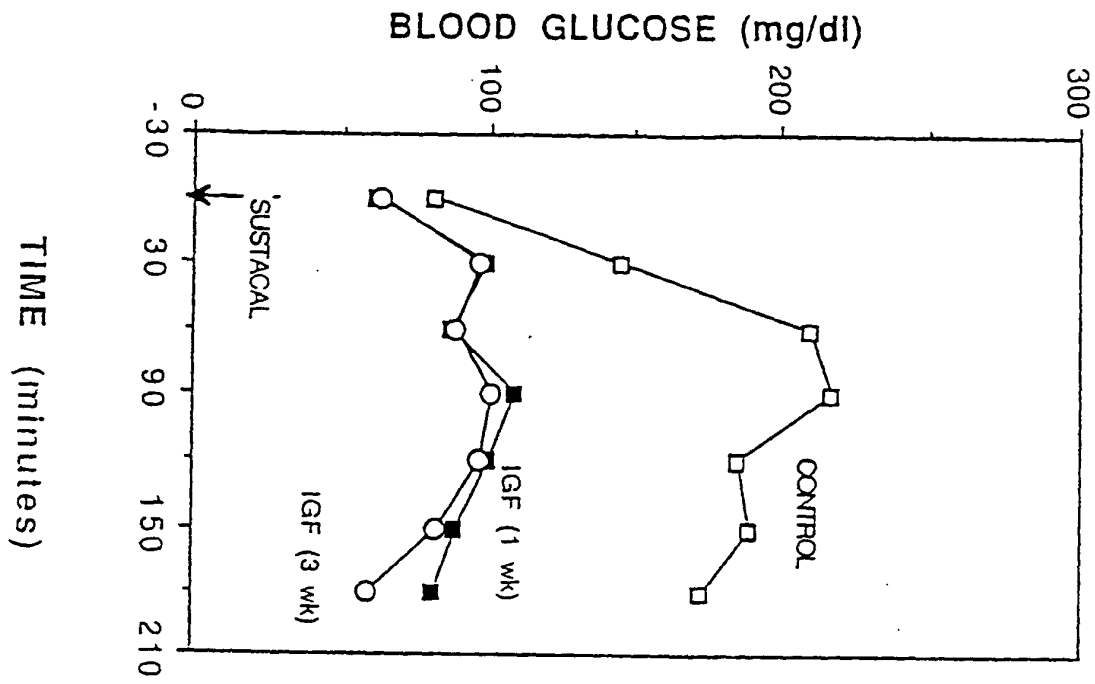 BLOOD GLUCOSE (mg/dl)
0
100
200
300
-30
30
90
150
210
TIME (minutes)
'SUSTACAL
CONTROL
IGF (1 wk)
IGF (3 wk)